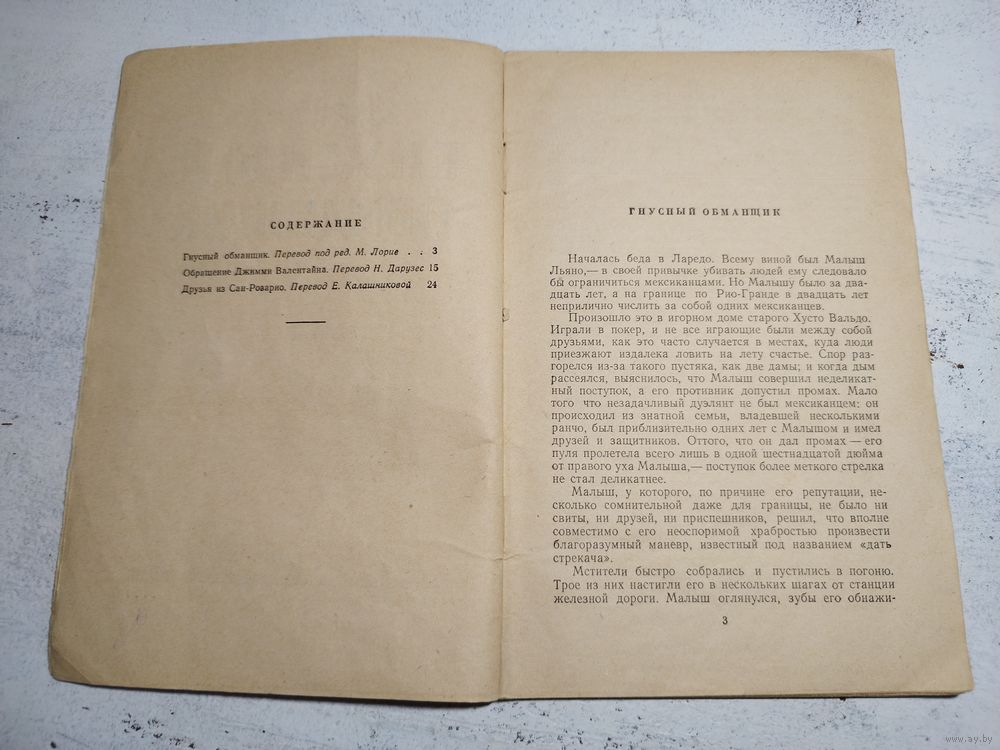 СОДЕРЖАНИЕ
Гнусный обманщик. Перевод под ред. М. Лорие . . 3
Обращение Джимми Валентайна. Перевод Н. Дарузес 15
Друзья из Сан-Розарио. Перевод Е. Калашниковой 24
ГНУСНЫЙ ОБМАНЩИК
Началась беда в Ларедо. Всему виной был Малыш
Льяно,— в своей привычке убивать людей ему следовало
бы ограничиться мексиканцами. Но Малышу было за два-
дцать лет, а на границе по Рио-Гранде в двадцать лет
неприлично числить за собой одних мексиканцев.
Произошло это в игорном доме старого Хусто Вальдо.
Играли в покер, и не все играющие были между собой
друзьями, как это часто случается в местах, куда люди
приезжают издалека ловить на лету счастье. Спор раз-
горелся из-за такого пустяка, как две дамы; и когда дым
рассеялся, выяснилось, что Малыш совершил неделикат-
ный поступок, а его противник допустил промах. Мало
того что незадачливый дуэлянт не был мексиканцем; он
происходил из знатной семьи, владевшей несколькими
ранчо, был приблизительно одних лет с Малышом и имел
друзей и защитников. Оттого, что он дал промах — его
пуля пролетела всего лишь в одной шестнадцатой дюйма
от правого уха Малыша,— поступок более меткого стрелка
не стал деликатнее.
Малыш, у которого, по причине его репутации, не-
сколько сомнительной даже для границы, не было ни
свиты, ни друзей, ни приспешников, решил, что вполне
совместимо с его неоспоримой храбростью произвести
благоразумный маневр, известный под названием «дать
стрекача».
Мстители быстро собрались и пустились в погоню.
Трое из них настигли его в нескольких шагах от станции
железной дороги. Малыш оглянулся, зубы его обнажи-
3
www.ay.by